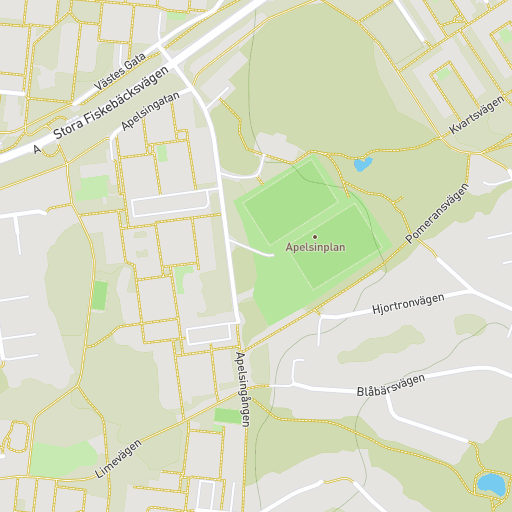 Västes Gata
Stora Fiskebäcksvägen
Apelsingatan
A
Kvartsvägen
Pomeransvägen
Apelsinplan
Hjortronvägen
Apelsingången
Blåbärsvägen
Limevägen